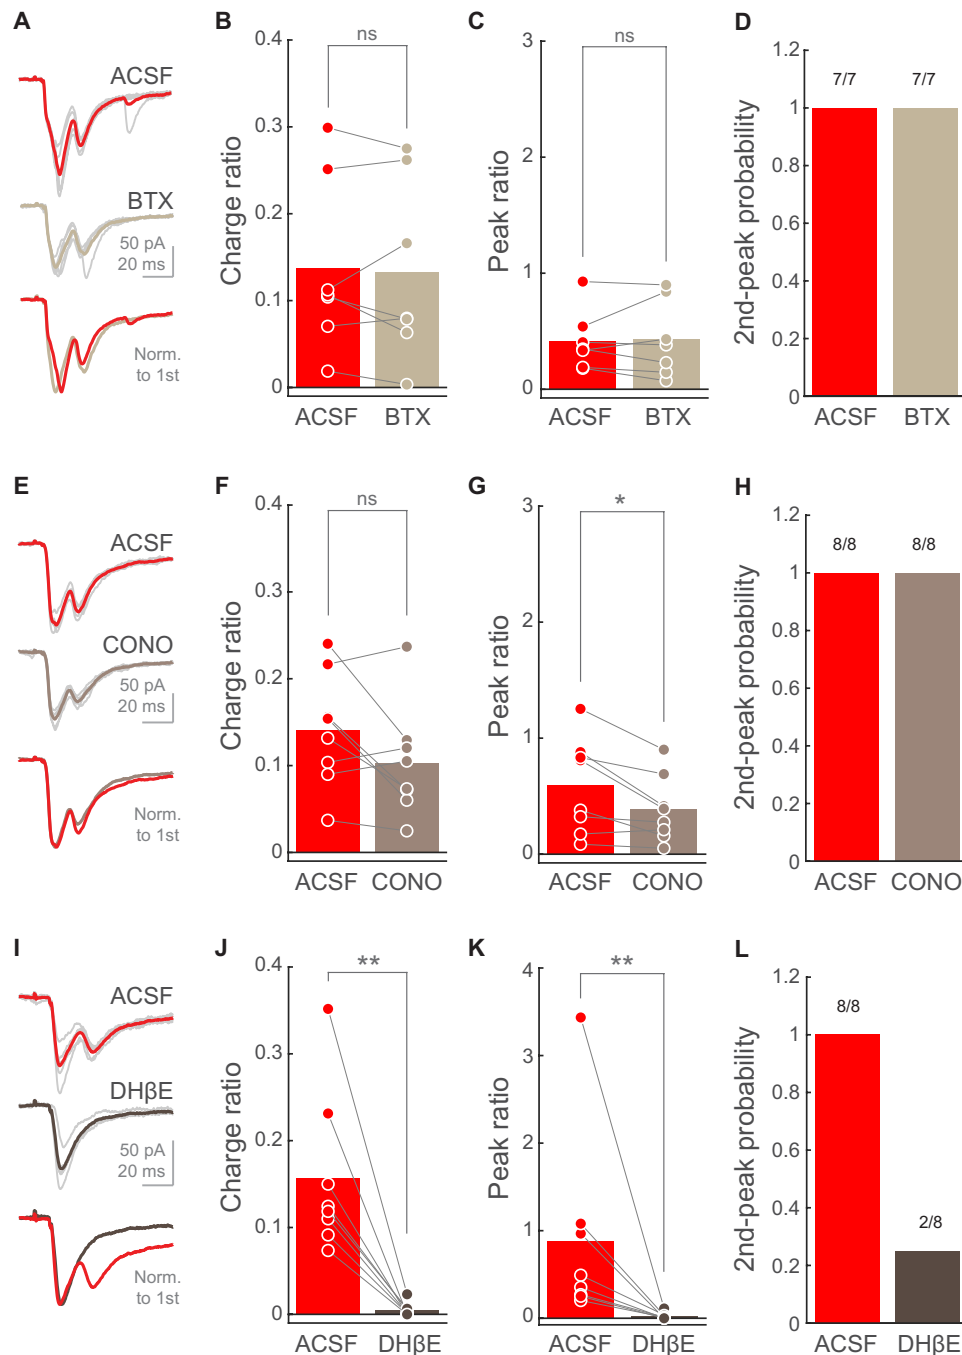 A
ACSF
BTX
50 pA
20 ms
Norm.
to 1st
B
Charge ratio
0.4
0.3
0.2
0.1
0
ns
ACSF BTX
C
Peak ratio
3
2
1
0
ns
ACSF BTX
D
2nd-peak probability
1.2
1
0.8
0.6
0.4
0.2
0
7/7 7/7
ACSF BTX
E
ACSF
CONO
50 pA
20 ms
Norm.
to 1st
F
Charge ratio
0.4
0.3
0.2
0.1
0
ns
ACSF CONO
G
Peak ratio
3
2
1
0
*
ACSF CONO
H
2nd-peak probability
1.2
1
0.8
0.6
0.4
0.2
0
8/8 8/8
ACSF CONO
I
ACSF
DHβE
50 pA
20 ms
Norm.
to 1st
J
Charge ratio
0.4
0.3
0.2
0.1
0
**
ACSF DHβE
K
Peak ratio
4
3
2
1
0
**
ACSF DHβE
L
2nd-peak probability
1.2
1
0.8
0.6
0.4
0.2
0
8/8
2/8
ACSF DHβE